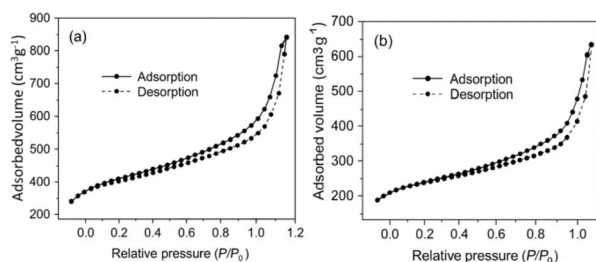 (a)
Adsorbedvolume (cm³g⁻¹)
900
800
700
600
500
400
200
Adsorption
Desorption
0.0 0.2 0.4 0.6 0.8 1.0 1.2
Relative pressure (P/P₀)
(b)
Adsorbed volume (cm3 g⁻¹)
700
600
500
400
300
200
Adsorption
Desorption
0.0 0.2 0.4 0.6 0.8 1.0
Relative pressure (P/P₀)